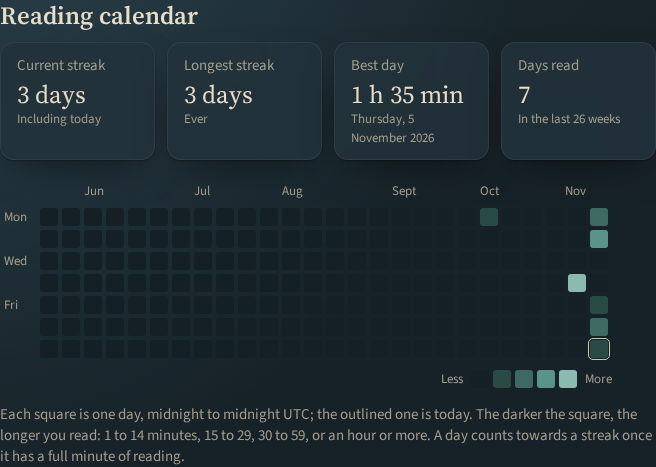 Reading calendar
Current streak
3 days
Including today
Longest streak
3 days
Ever
Best day
1 h 35 min
Thursday, 5
November 2026
Days read
7
In the last 26 weeks
Jun Jul Aug Sept Oct Nov
Mon
Wed
Fri
Less More
Each square is one day, midnight to midnight UTC; the outlined one is today. The darker the square, the
longer you read: 1 to 14 minutes, 15 to 29, 30 to 59, or an hour or more. A day counts towards a streak once
it has a full minute of reading.